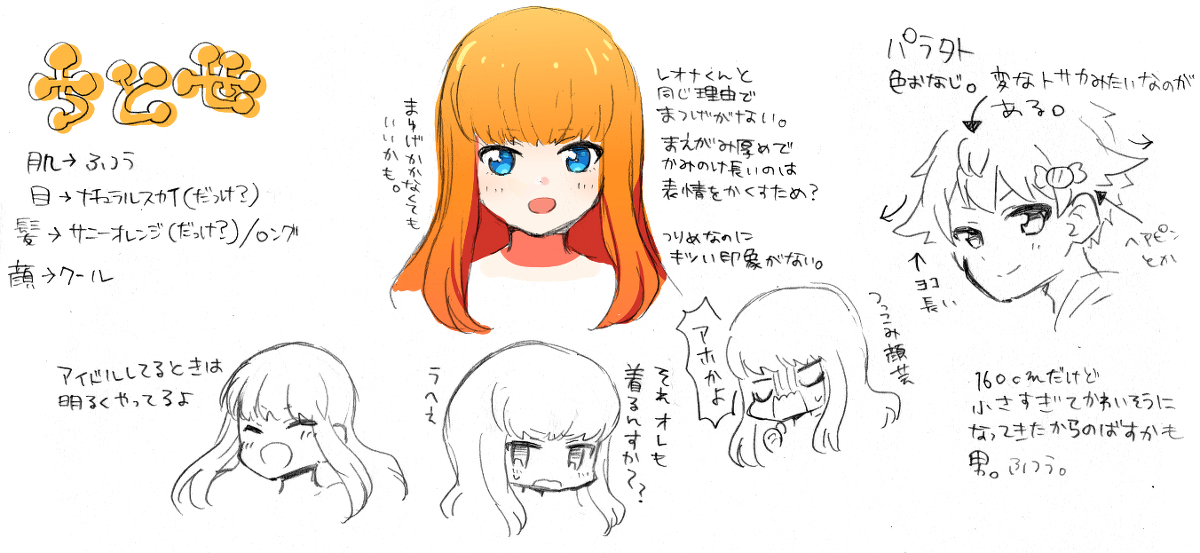 ちとせ
肌→ふつう
目→ナチュラルスカイ(だっけ?)
髪→サニーオレンジ(だっけ?)/ロング
顔→クール
まゆげかかなくても
いいかも。
レオナくんと
同じ理由で
まつげがない。
まえがみ厚めで
かみのけ長いのは
表情をかくすため?
つりめなのに
キツい印象がない。
パラタト
色おなじ。変なトサカみたいなのが
ある。
ヨコ
長い
ヘアピン
とか
アイドルしてるときは
明るくやってるよ
うへえ
それオレも
着るんすか〜?
アホかよ
つっこみ顔芸
160cmだけど
小さすぎてかわいそうに
なってきたからのばすかも
男。ふつう。